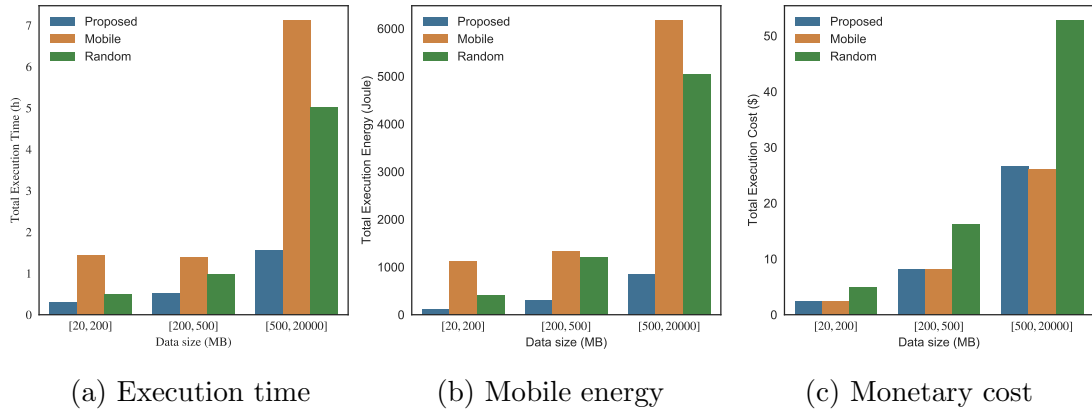 Total Execution Time (h)
7
6
5
4
3
2
1
0
Proposed
Mobile
Random
[20, 200]
[200, 500]
[500, 20000]
Data size (MB)
(a) Execution time
Total Execution Energy (Joule)
6000
5000
4000
3000
2000
1000
0
Proposed
Mobile
Random
[20, 200]
[200, 500]
[500, 20000]
Data size (MB)
(b) Mobile energy
Total Execution Cost ($)
50
40
30
20
10
0
Proposed
Mobile
Random
[20, 200]
[200, 500]
[500, 20000]
Data size (MB)
(c) Monetary cost